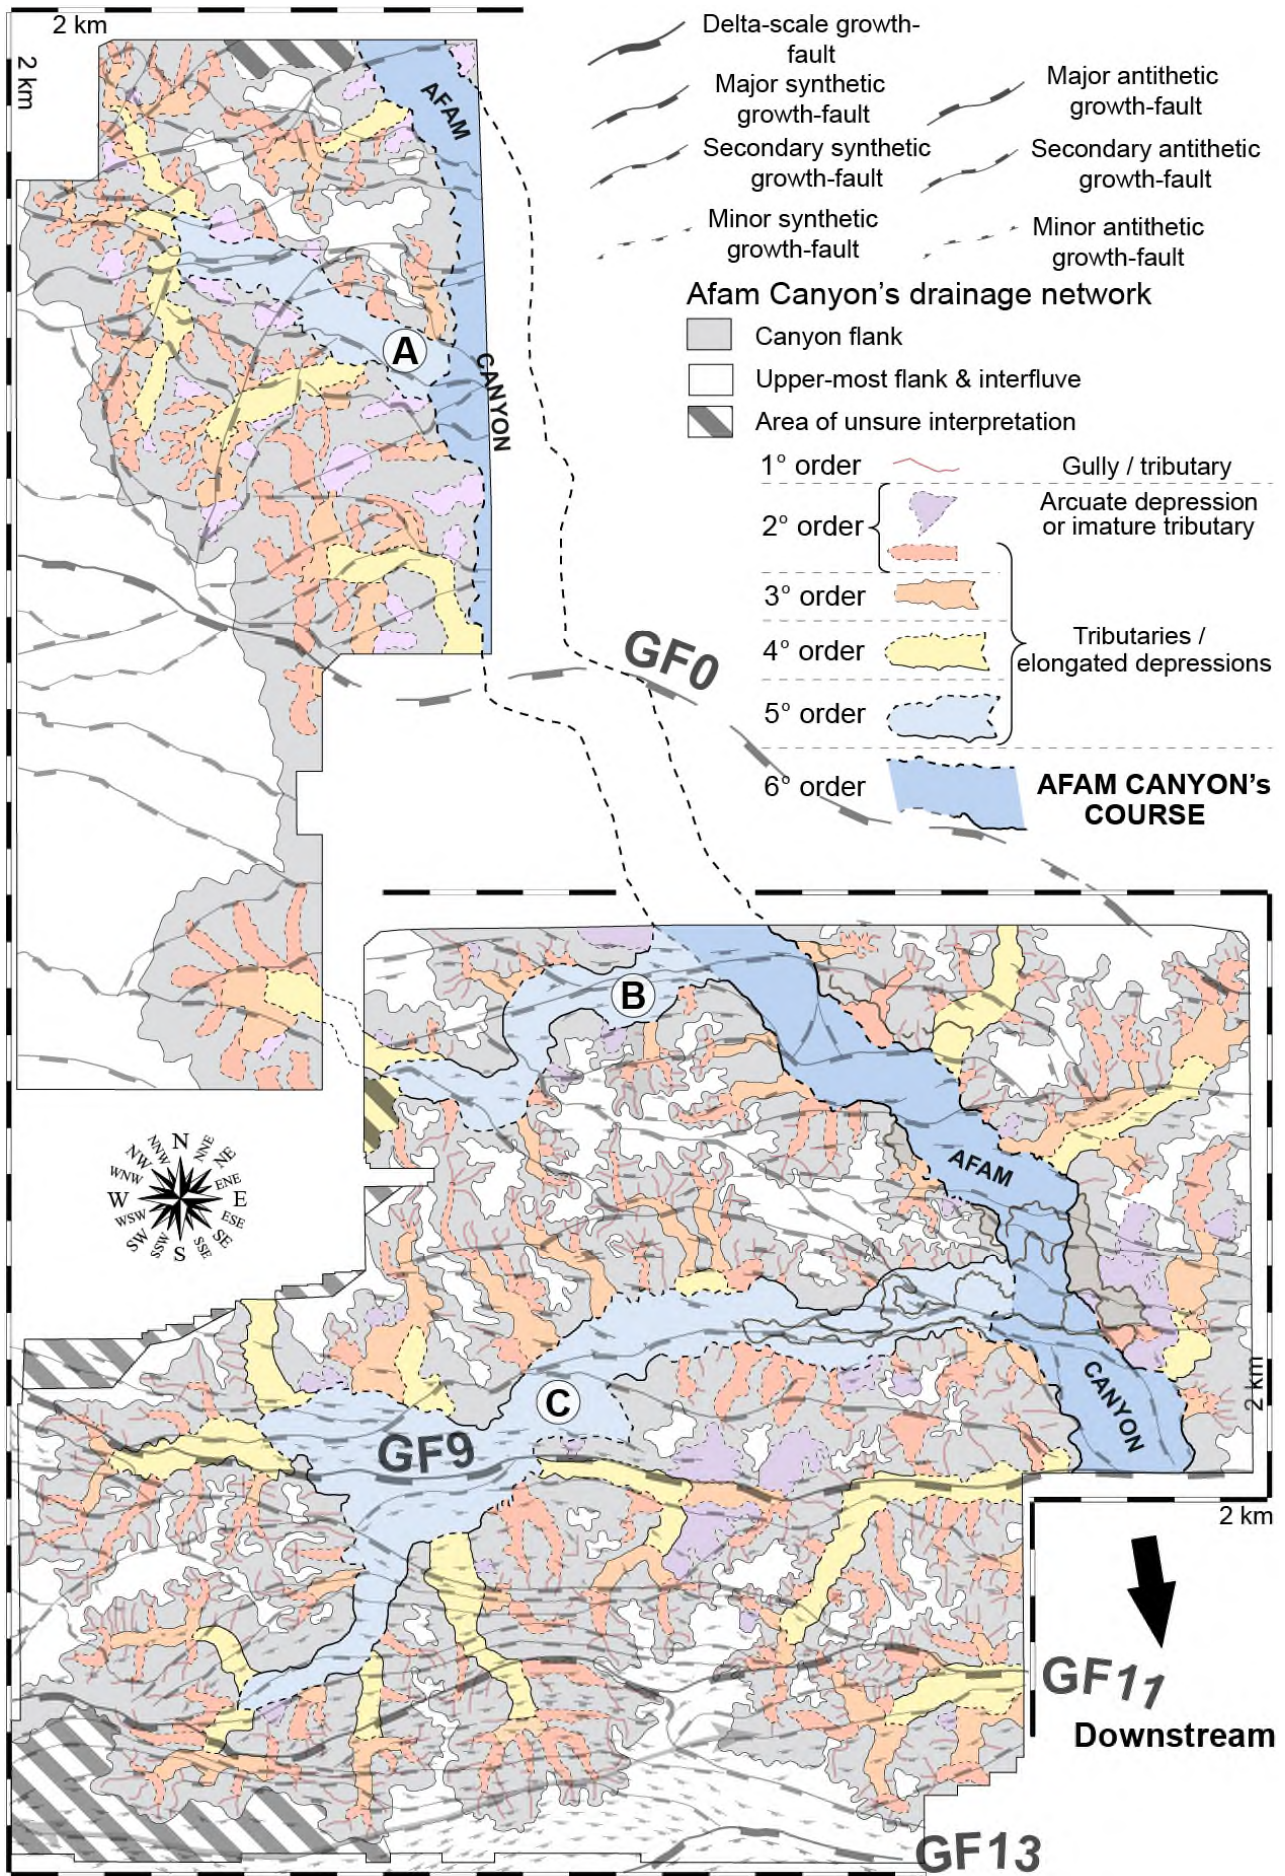 2 km
2 km
Delta-scale growth-
fault
Major synthetic
growth-fault
Major antithetic
growth-fault
Secondary synthetic
growth-fault
Secondary antithetic
growth-fault
Minor synthetic
growth-fault
Minor antithetic
growth-fault
Afam Canyon's drainage network
Canyon flank
Upper-most flank & interfluve
Area of unsure interpretation
1° order
Gully / tributary
2° order
Arcuate depression
or imature tributary
3° order
4° order
Tributaries /
elongated depressions
5° order
6° order
AFAM CANYON's
COURSE
AFAM
CANYON
A
GF0
B
AFAM
CANYON
C
GF9
N
NNE
NE
ENE
E
ESE
SE
SSE
S
SSW
SW
WSW
W
WNW
NW
NNW
2 km
2 km
GF11
Downstream
GF13